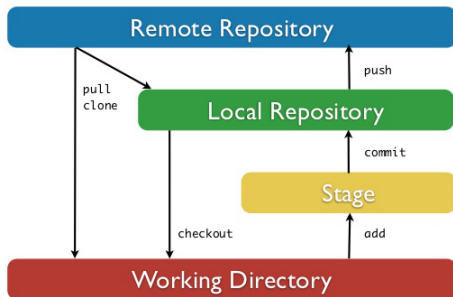 Remote Repository
pull
clone
push
Local Repository
commit
Stage
checkout
add
Working Directory